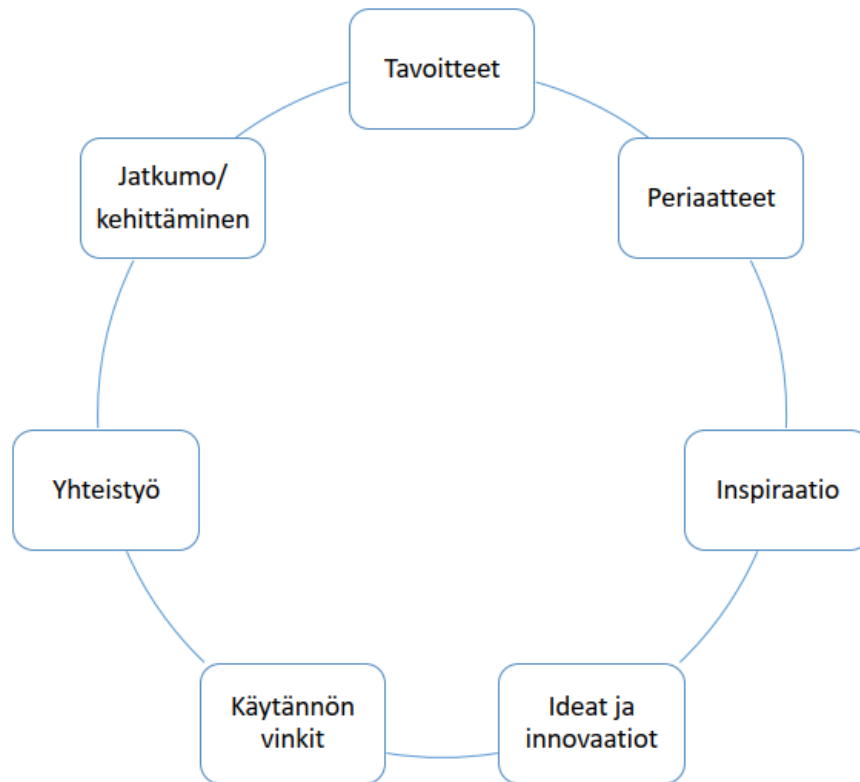 Tavoitteet
Periaatteet
Inspiraatio
Ideat ja
innovaatiot
Käytännön
vinkit
Yhteistyö
Jatkumo/
kehittäminen